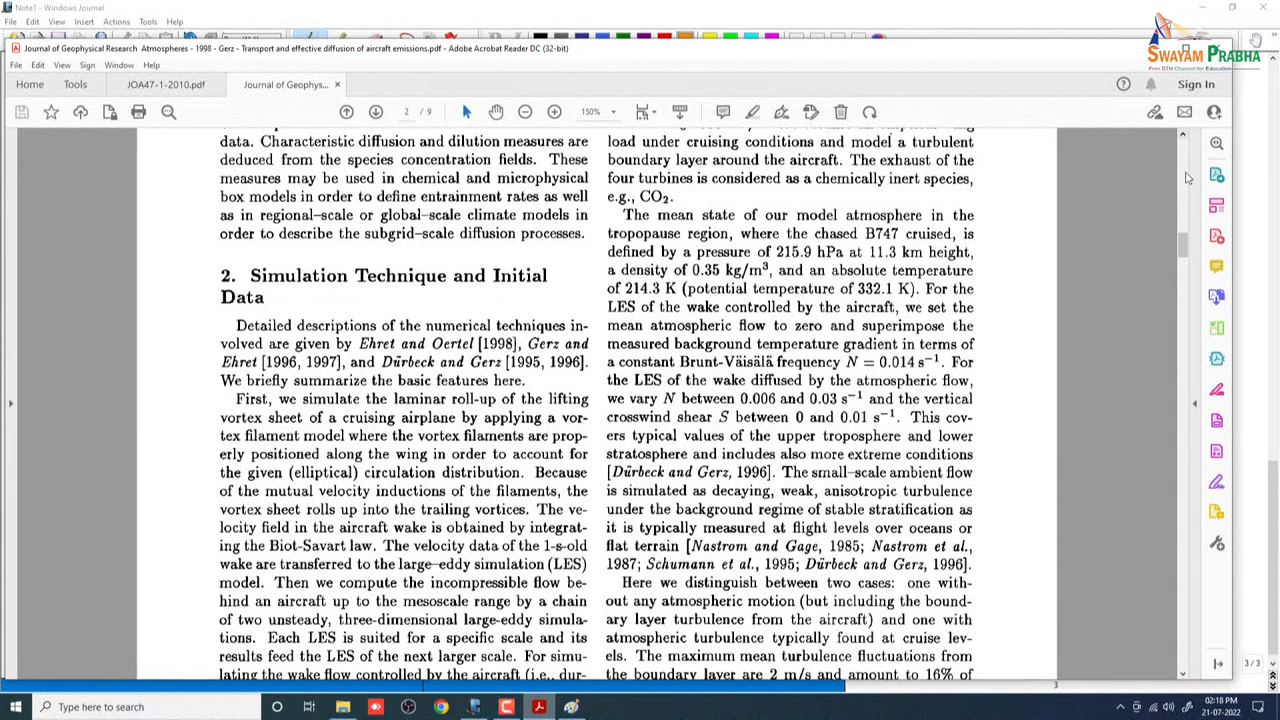 Note1 - Windows Journal
File Edit View Insert Actions Tools Help
Journal of Geophysical Research Atmospheres - 1998 - Gerz - Transport and effective diffusion of aircraft emissions.pdf - Adobe Acrobat Reader DC (32-bit)
SWAYAM PRABHA
Free DTH Channel for Education
File Edit View Sign Window Help
Home Tools JOA47-1-2010.pdf Journal of Geophys... × Sign In
2 / 9 150%
data. Characteristic diffusion and dilution measures are
deduced from the species concentration fields. These
measures may be used in chemical and microphysical
box models in order to define entrainment rates as well
as in regional–scale or global–scale climate models in
order to describe the subgrid–scale diffusion processes.
2. Simulation Technique and Initial
Data
Detailed descriptions of the numerical techniques in-
volved are given by Ehret and Oertel [1998], Gerz and
Ehret [1996, 1997], and Dürbeck and Gerz [1995, 1996].
We briefly summarize the basic features here.
First, we simulate the laminar roll-up of the lifting
vortex sheet of a cruising airplane by applying a vor-
tex filament model where the vortex filaments are prop-
erly positioned along the wing in order to account for
the given (elliptical) circulation distribution. Because
of the mutual velocity inductions of the filaments, the
vortex sheet rolls up into the trailing vortices. The ve-
locity field in the aircraft wake is obtained by integrat-
ing the Biot-Savart law. The velocity data of the 1-s-old
wake are transferred to the large–eddy simulation (LES)
model. Then we compute the incompressible flow be-
hind an aircraft up to the mesoscale range by a chain
of two unsteady, three-dimensional large-eddy simula-
tions. Each LES is suited for a specific scale and its
results feed the LES of the next larger scale. For simu-
lating the wake flow controlled by the aircraft (i.e., dur-
load under cruising conditions and model a turbulent
boundary layer around the aircraft. The exhaust of the
four turbines is considered as a chemically inert species,
e.g., CO₂.
The mean state of our model atmosphere in the
tropopause region, where the chased B747 cruised, is
defined by a pressure of 215.9 hPa at 11.3 km height,
a density of 0.35 kg/m³, and an absolute temperature
of 214.3 K (potential temperature of 332.1 K). For the
LES of the wake controlled by the aircraft, we set the
mean atmospheric flow to zero and superimpose the
measured background temperature gradient in terms of
a constant Brunt-Väisälä frequency N = 0.014 s⁻¹. For
the LES of the wake diffused by the atmospheric flow,
we vary N between 0.006 and 0.03 s⁻¹ and the vertical
crosswind shear S between 0 and 0.01 s⁻¹. This cov-
ers typical values of the upper troposphere and lower
stratosphere and includes also more extreme conditions
[Dürbeck and Gerz, 1996]. The small–scale ambient flow
is simulated as decaying, weak, anisotropic turbulence
under the background regime of stable stratification as
it is typically measured at flight levels over oceans or
flat terrain [Nastrom and Gage, 1985; Nastrom et al.,
1987; Schumann et al., 1995; Dürbeck and Gerz, 1996].
Here we distinguish between two cases: one with-
out any atmospheric motion (but including the bound-
ary layer turbulence from the aircraft) and one with
atmospheric turbulence typically found at cruise lev-
els. The maximum mean turbulence fluctuations from
the boundary layer are 2 m/s and amount to 16% of
3/3
3
Type here to search
02:18 PM
21-07-2022